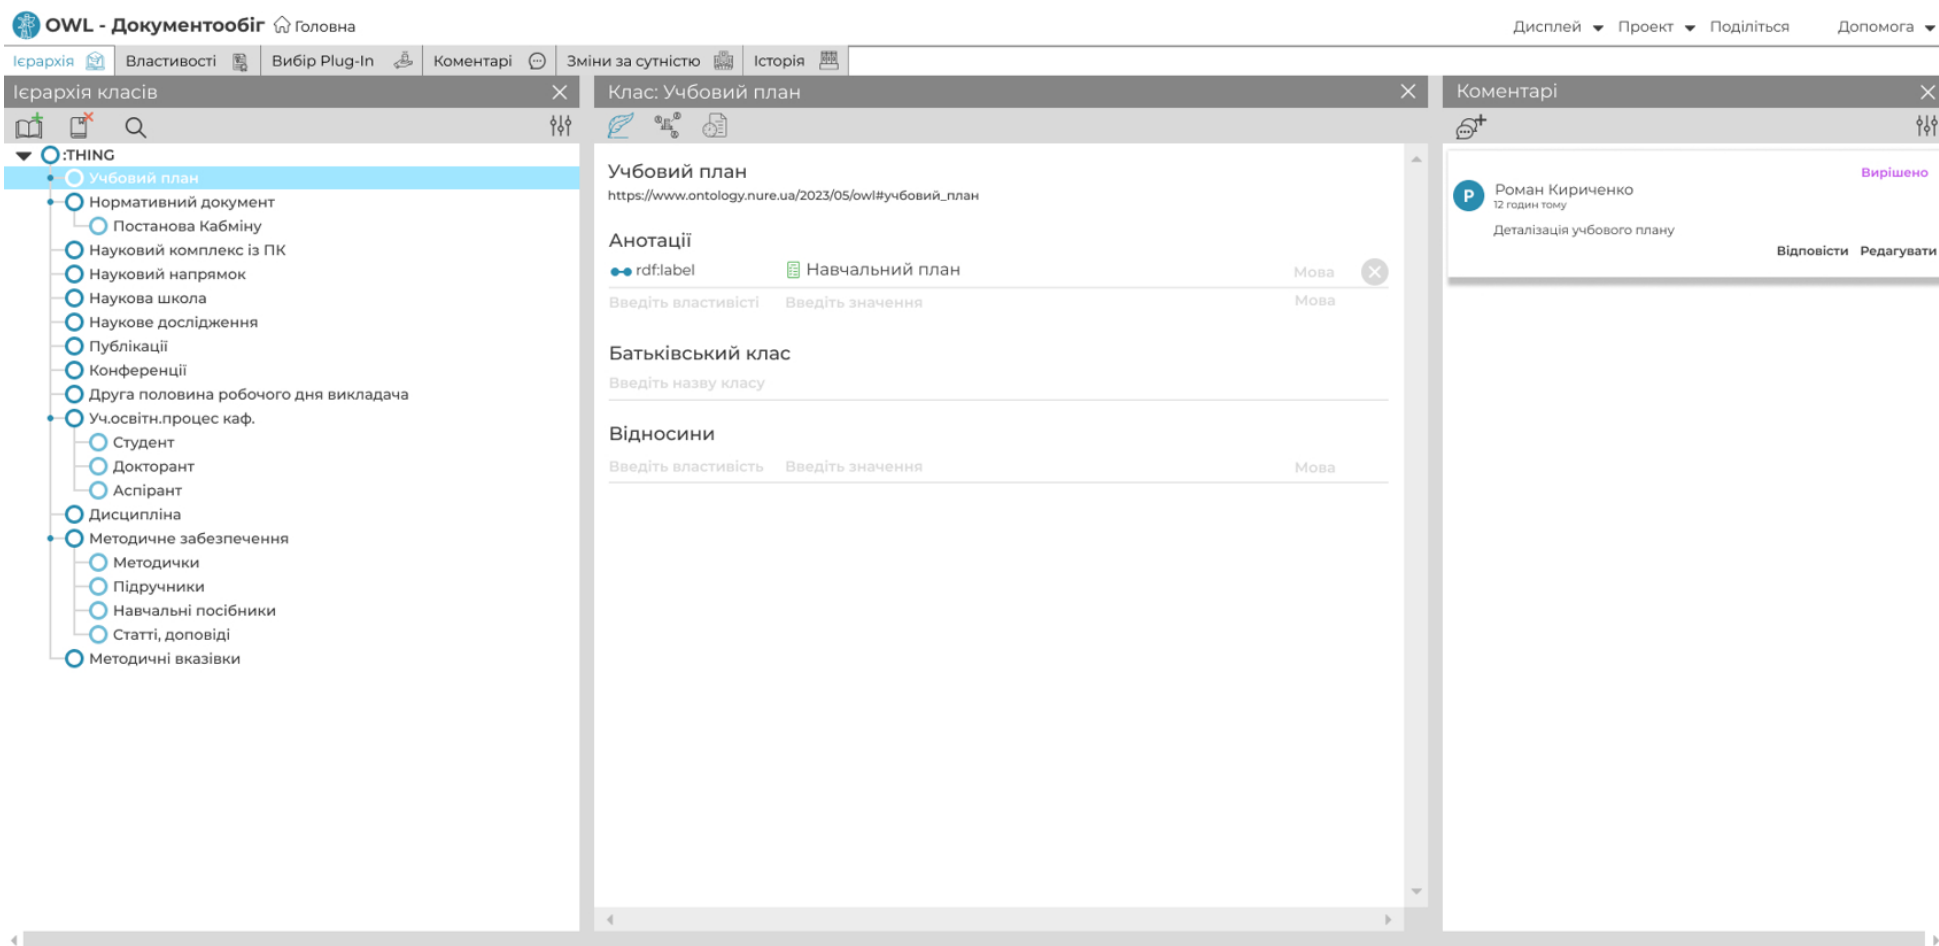 OWL - Документообіг Головна
Дисплей Проект Поділіться Допомога
Ієрархія Властивості Вибір Plug-In Коментарі Зміни за сутністю Історія
Ієрархія класів
:THING
Учбовий план
Нормативний документ
Постанова Кабміну
Науковий комплекс із ПК
Науковий напрямок
Наукова школа
Наукове дослідження
Публікації
Конференції
Друга половина робочого дня викладача
Уч.освітн.процес каф.
Студент
Докторант
Аспірант
Дисципліна
Методичне забезпечення
Методички
Підручники
Навчальні посібники
Статті, доповіді
Методичні вказівки
Клас: Учбовий план
Учбовий план
https://www.ontology.nure.ua/2023/05/owl#учбовий_план
Анотації
rdf:label Навчальний план Мова
Введіть властивісті Введіть значення Мова
Батьківський клас
Введіть назву класу
Відносини
Введіть властивість Введіть значення Мова
Коментарі
Вирішено
Р Роман Кириченко
12 годин тому
Деталізація учбового плану
Відповісти Редагувати